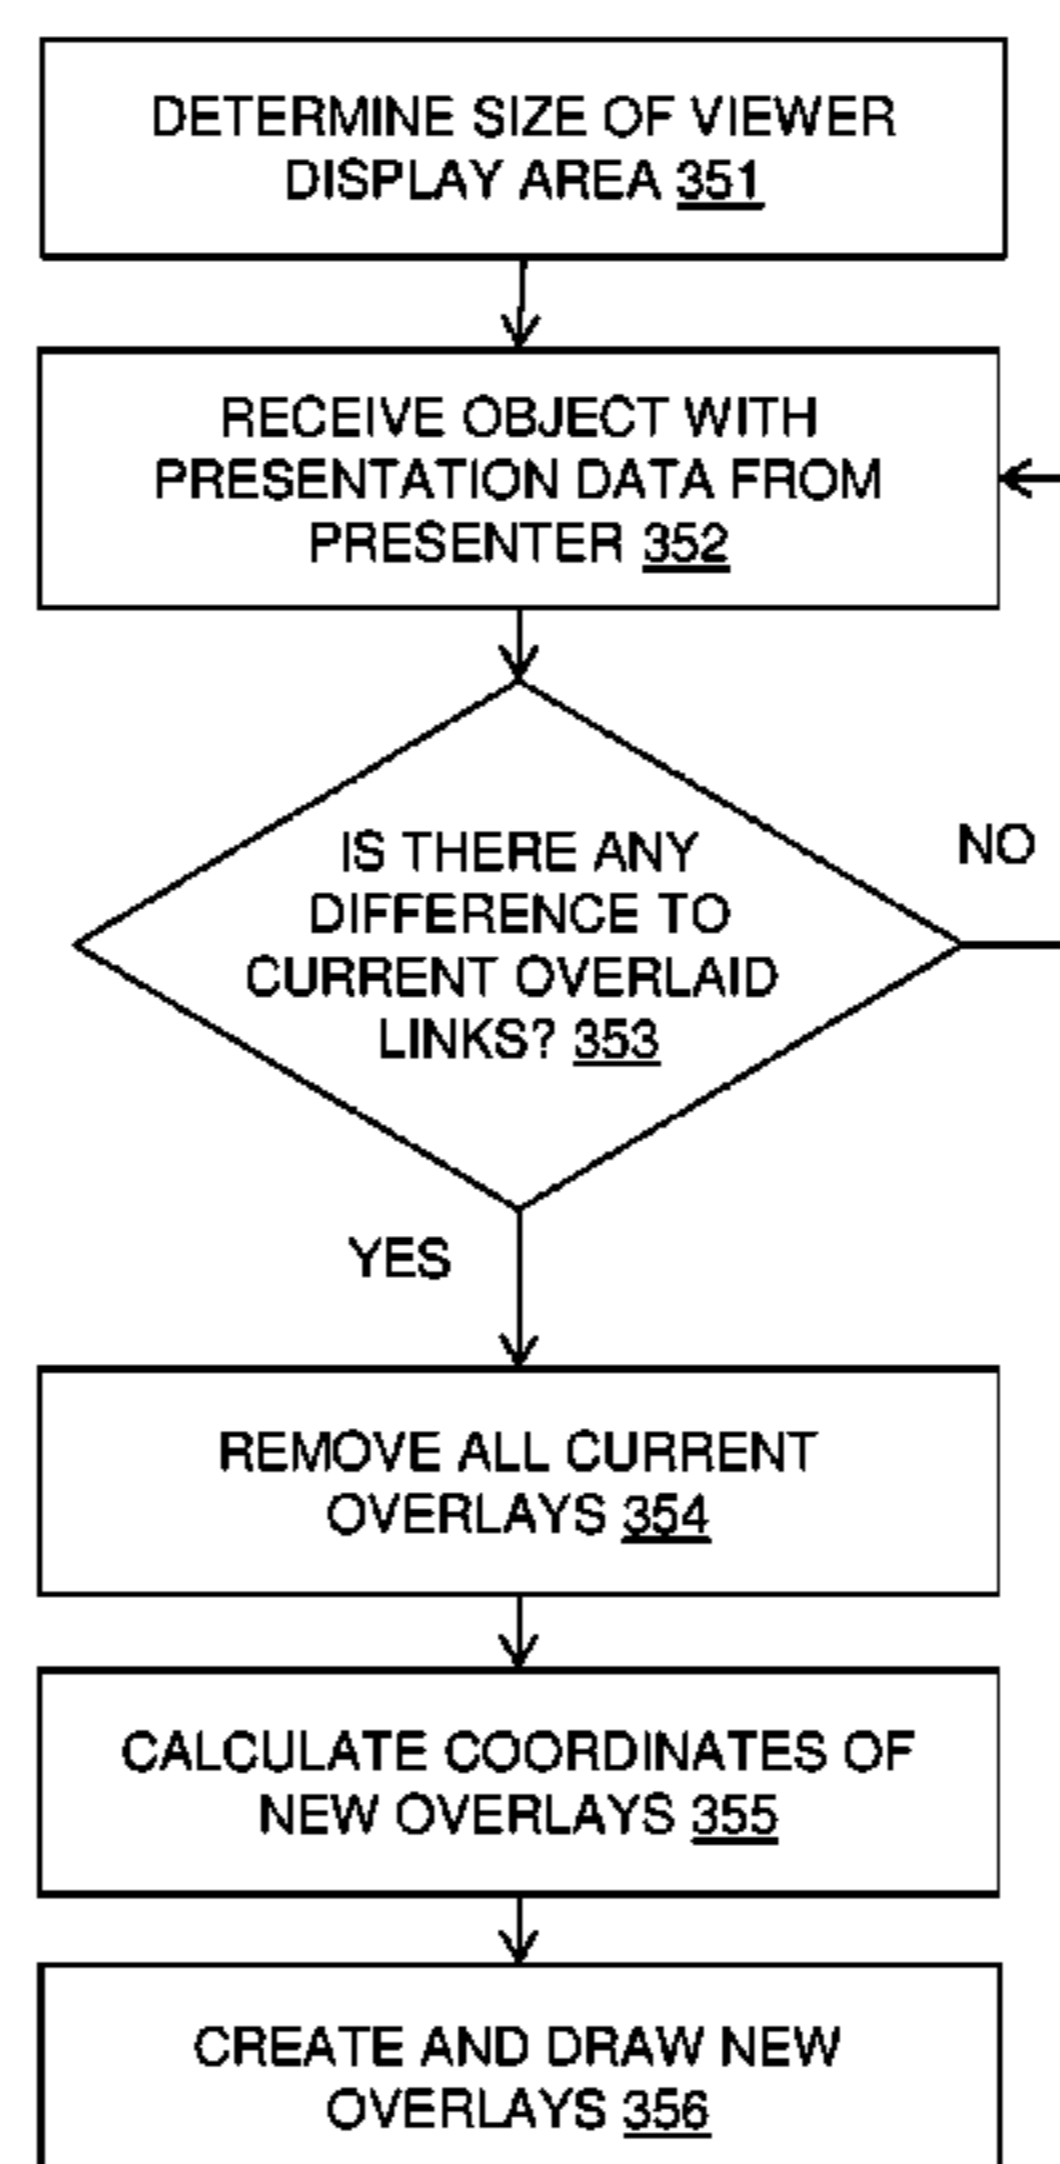 DETERMINE SIZE OF VIEWER
DISPLAY AREA 351
RECEIVE OBJECT WITH
PRESENTATION DATA FROM
PRESENTER 352
IS THERE ANY
DIFFERENCE TO
CURRENT OVERLAID
LINKS? 353
NO
YES
REMOVE ALL CURRENT
OVERLAYS 354
CALCULATE COORDINATES OF
NEW OVERLAYS 355
CREATE AND DRAW NEW
OVERLAYS 356